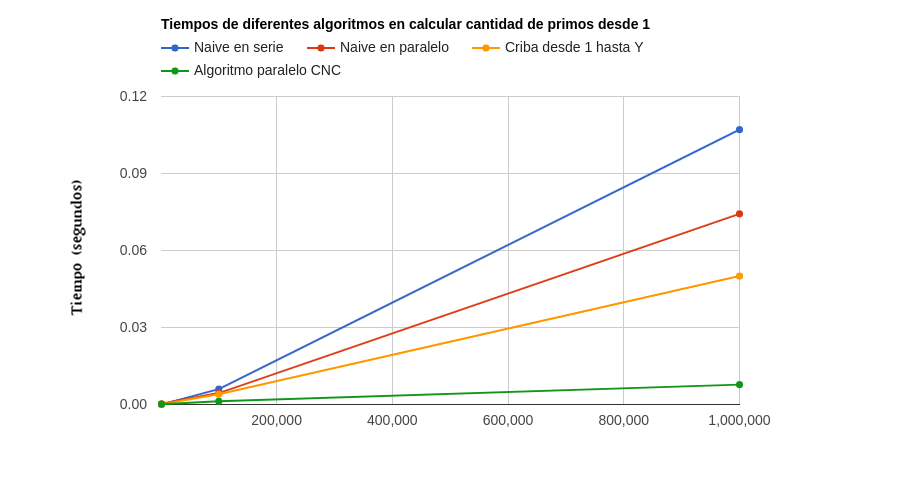 Tiempos de diferentes algoritmos en calcular cantidad de primos desde 1
Naive en serie
Naive en paralelo
Criba desde 1 hasta Y
Algoritmo paralelo CNC
0.12
0.09
0.06
0.03
0.00
Tiempo (segundos)
200,000
400,000
600,000
800,000
1,000,000